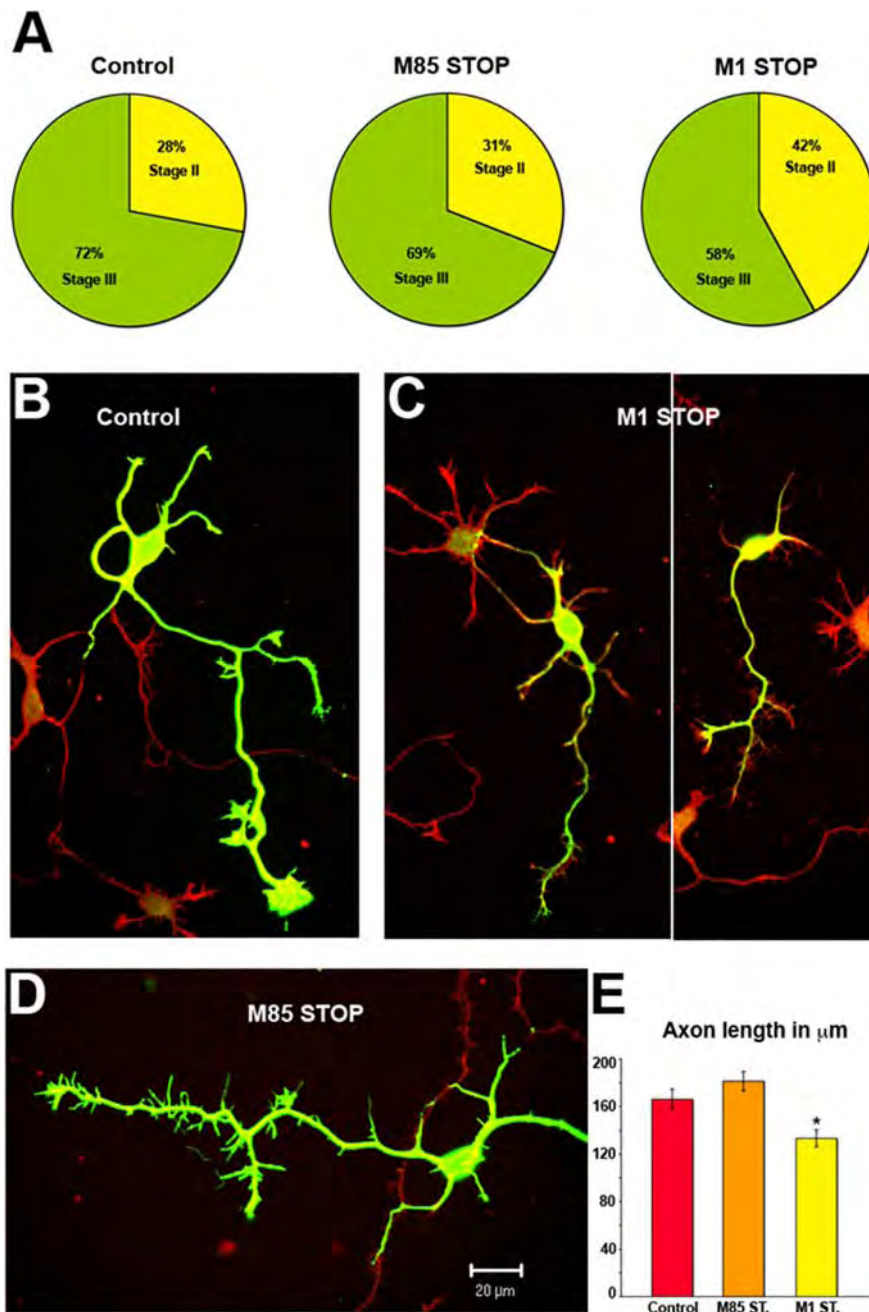 A
Control
M85 STOP
M1 STOP
28%
Stage II
72%
Stage III
31%
Stage II
69%
Stage III
42%
Stage II
58%
Stage III
B
Control
C
M1 STOP
D
M85 STOP
20 μm
E
Axon length in μm
200
160
120
80
40
0
*
Control
M85 ST.
M1 ST.